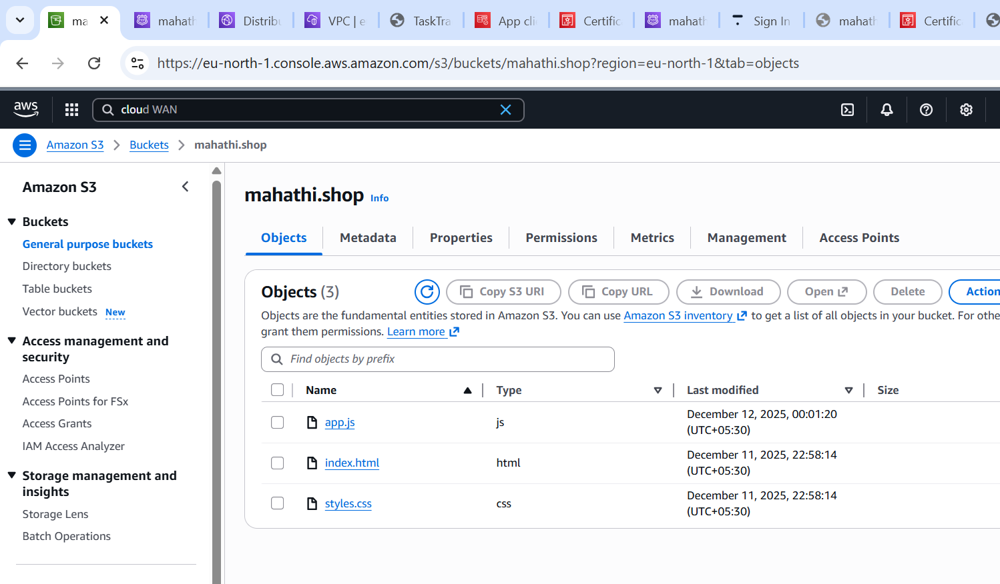 ma
mahath
Distribu
VPC | e
TaskTra
App clie
Certific
mahath
Sign In
mahath
Certific
https://eu-north-1.console.aws.amazon.com/s3/buckets/mahathi.shop?region=eu-north-1&tab=objects
aws
cloud WAN
Amazon S3
Buckets
mahathi.shop
Amazon S3
Buckets
General purpose buckets
Directory buckets
Table buckets
Vector buckets New
Access management and
security
Access Points
Access Points for FSx
Access Grants
IAM Access Analyzer
Storage management and
insights
Storage Lens
Batch Operations
mahathi.shop Info
Objects
Metadata
Properties
Permissions
Metrics
Management
Access Points
Objects (3)
Copy S3 URI
Copy URL
Download
Open
Delete
Action
Objects are the fundamental entities stored in Amazon S3. You can use Amazon S3 inventory to get a list of all objects in your bucket. For othe
grant them permissions. Learn more
Find objects by prefix
Name Type Last modified Size
app.js js December 12, 2025, 00:01:20
(UTC+05:30)
index.html html December 11, 2025, 22:58:14
(UTC+05:30)
styles.css css December 11, 2025, 22:58:14
(UTC+05:30)